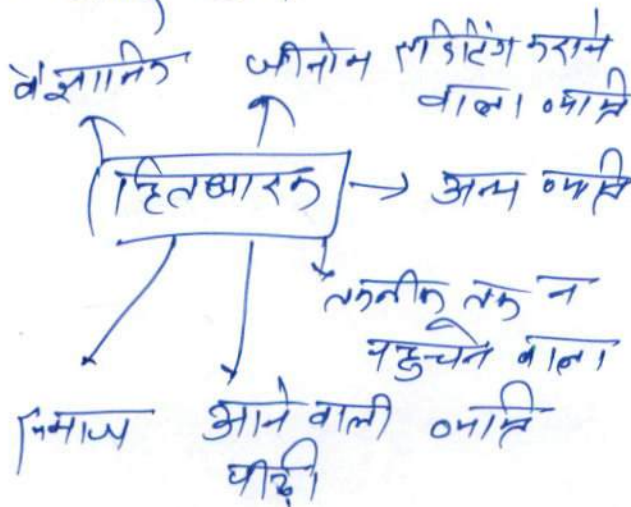 वैज्ञानिक
जीनोम एडिटिंग कराने
वाला व्यक्ति
हितधारक
अन्य व्यक्ति
तकनीक तक न
पहुँचने वाला
व्यक्ति
समाज
आने वाली
पीढ़ी